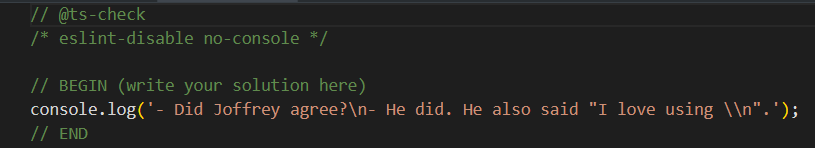 // @ts-check
/* eslint-disable no-console */
// BEGIN (write your solution here)
console.log('- Did Joffrey agree?\n- He did. He also said "I love using \\n".');
// END